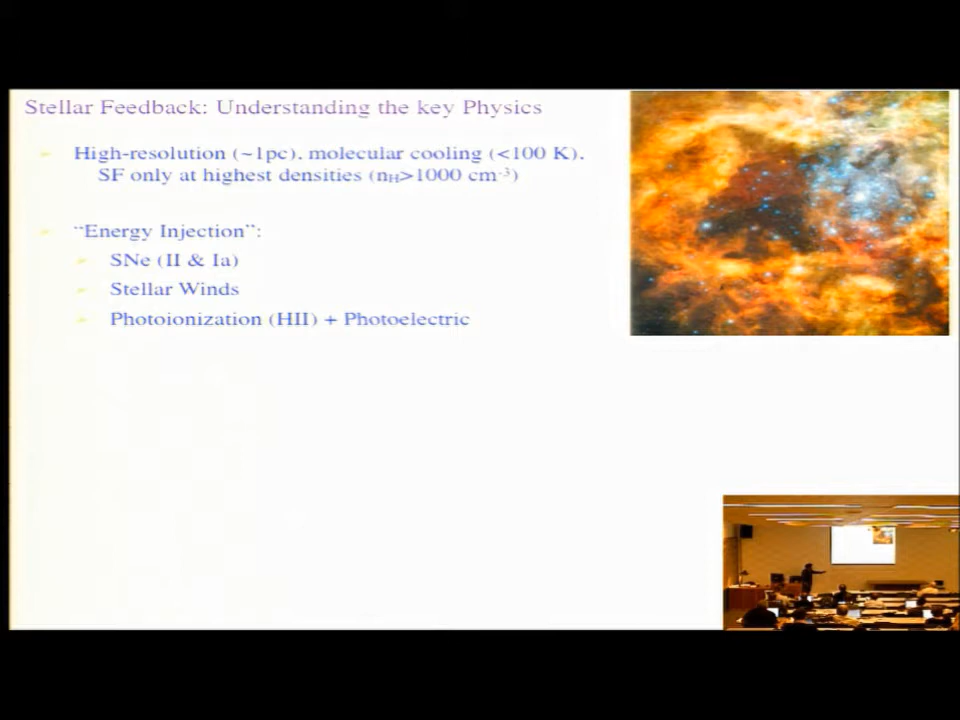 Stellar Feedback: Understanding the key Physics
High-resolution (~1pc), molecular cooling (<100 K),
SF only at highest densities (nH>1000 cm-3)
“Energy Injection”:
SNe (II & Ia)
Stellar Winds
Photoionization (HII) + Photoelectric